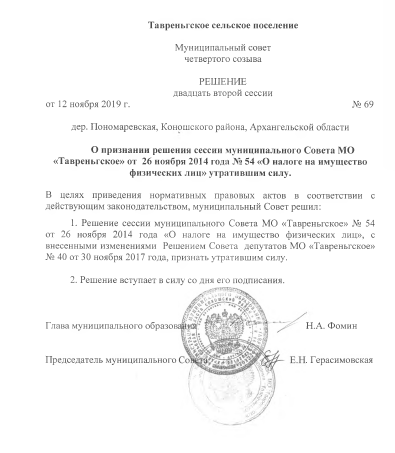 Тавреньгское сельское поселение
Муниципальный совет
четвертого созыва
РЕШЕНИЕ
двадцать второй сессии
от 12 ноября 2019 г. № 69
дер. Пономаревская, Коношского района, Архангельской области
О признании решения сессии муниципального Совета МО
«Тавреньгское» от 26 ноября 2014 года № 54 «О налоге на имущество
физических лиц» утратившим силу.
В целях приведения нормативных правовых актов в соответствии с
действующим законодательством, муниципальный Совет решил:
1. Решение сессии муниципального Совета МО «Тавреньгское» № 54
от 26 ноября 2014 года «О налоге на имущество физических лиц», с
внесенными изменениями Решением Совета депутатов МО «Тавреньгское»
№ 40 от 30 ноября 2017 года, признать утратившим силу.
2. Решение вступает в силу со дня его подписания.
Глава муниципального образования Н.А. Фомин
Председатель муниципального Совета Е.Н. Герасимовская